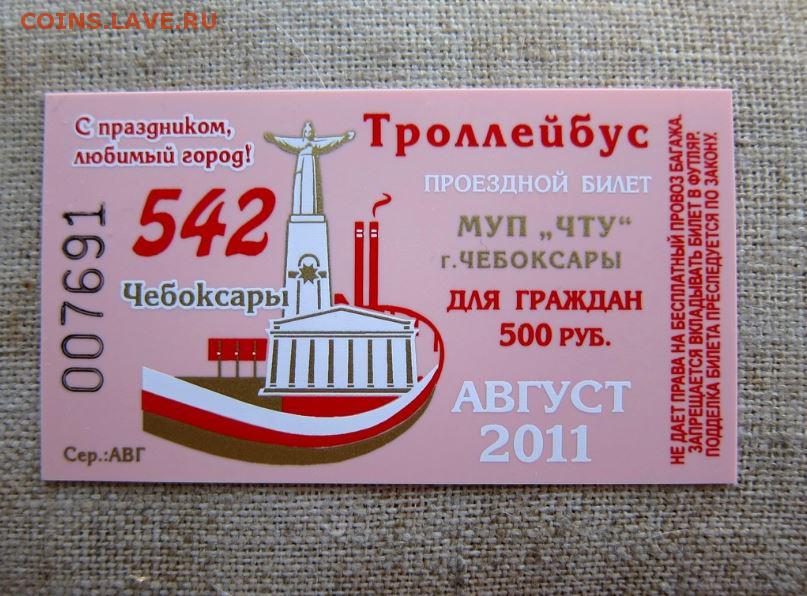 COINS.LAVE.RU
С праздником,
любимый город!
542
Чебоксары
007691
Сер.:АВГ
Троллейбус
ПРОЕЗДНОЙ БИЛЕТ
МУП „ЧТУ“
г.ЧЕБОКСАРЫ
ДЛЯ ГРАЖДАН
500 РУБ.
АВГУСТ
2011
НЕ ДАЕТ ПРАВА НА БЕСПЛАТНЫЙ ПРОВОЗ БАГАЖА.
ЗАПРЕЩАЕТСЯ ВКЛАДЫВАТЬ БИЛЕТ В ФУТЛЯР.
ПОДДЕЛКА БИЛЕТА ПРЕСЛЕДУЕТСЯ ПО ЗАКОНУ.